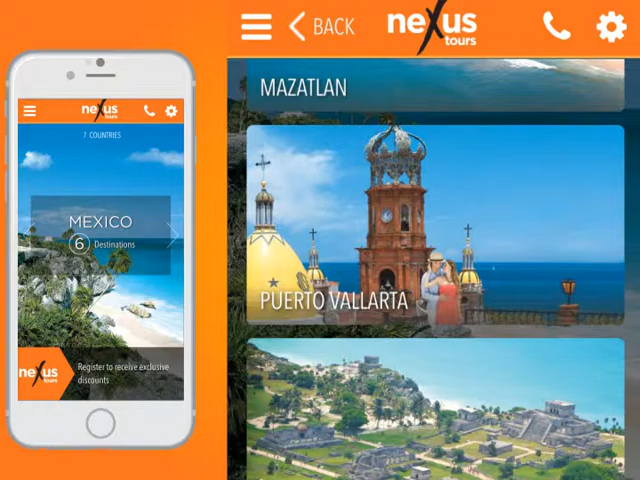 nexus
tours
7 COUNTRIES
MEXICO
6 Destinations
nexus
tours
Register to receive exclusive
discounts
BACK
nexus
tours
MAZATLAN
PUERTO VALLARTA